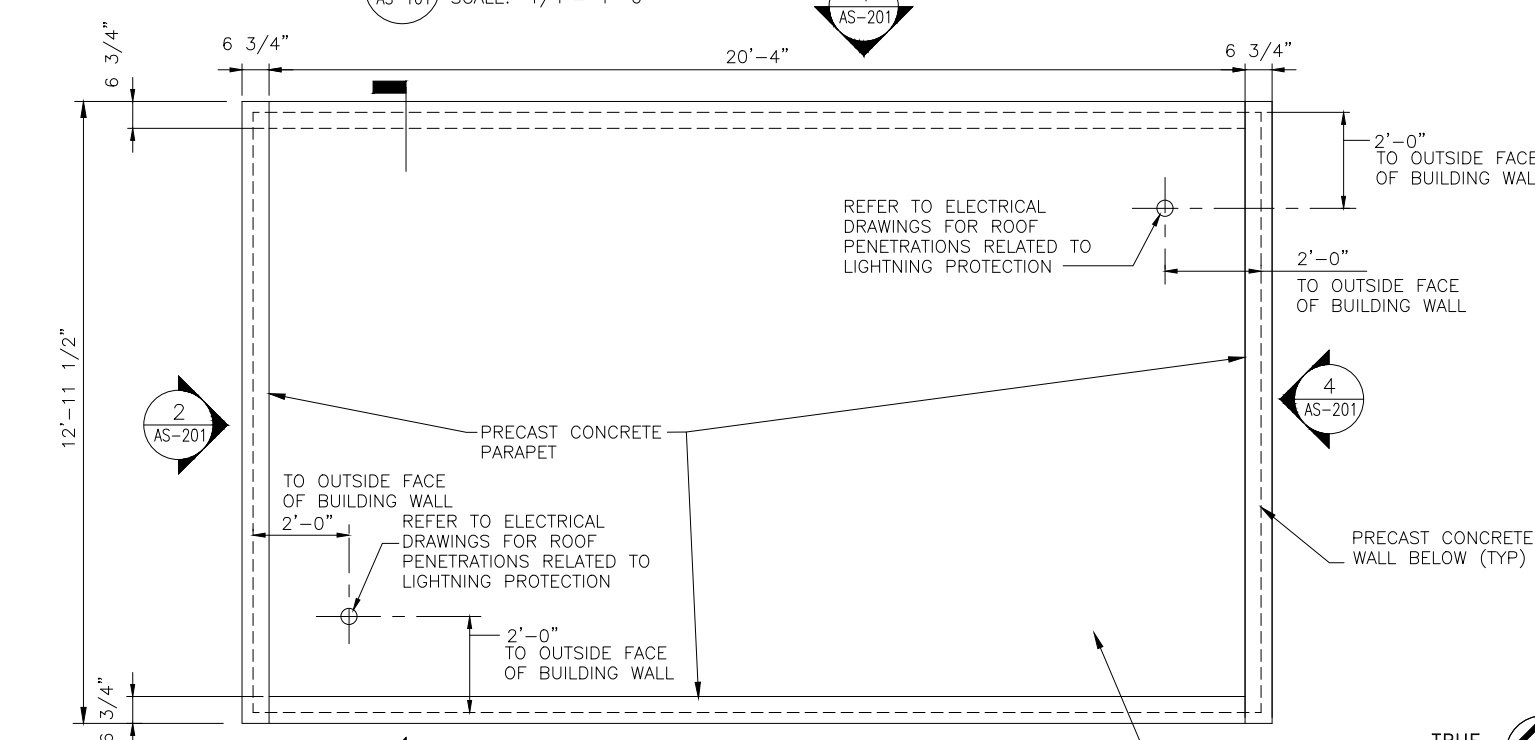 AS-101 SCALE: 1/4"=1'-0"
AS-201
6 3/4"
6 3/4"
20'-4"
6 3/4"
2'-0"
TO OUTSIDE FACE
OF BUILDING WAL
REFER TO ELECTRICAL
DRAWINGS FOR ROOF
PENETRATIONS RELATED TO
LIGHTNING PROTECTION
2'-0"
TO OUTSIDE FACE
OF BUILDING WALL
12'-11 1/2"
2
AS-201
4
AS-201
PRECAST CONCRETE
PARAPET
TO OUTSIDE FACE
OF BUILDING WALL
2'-0"
REFER TO ELECTRICAL
DRAWINGS FOR ROOF
PENETRATIONS RELATED TO
LIGHTNING PROTECTION
PRECAST CONCRETE
WALL BELOW (TYP)
2'-0"
TO OUTSIDE FACE
OF BUILDING WALL
6 3/4"
TRUE